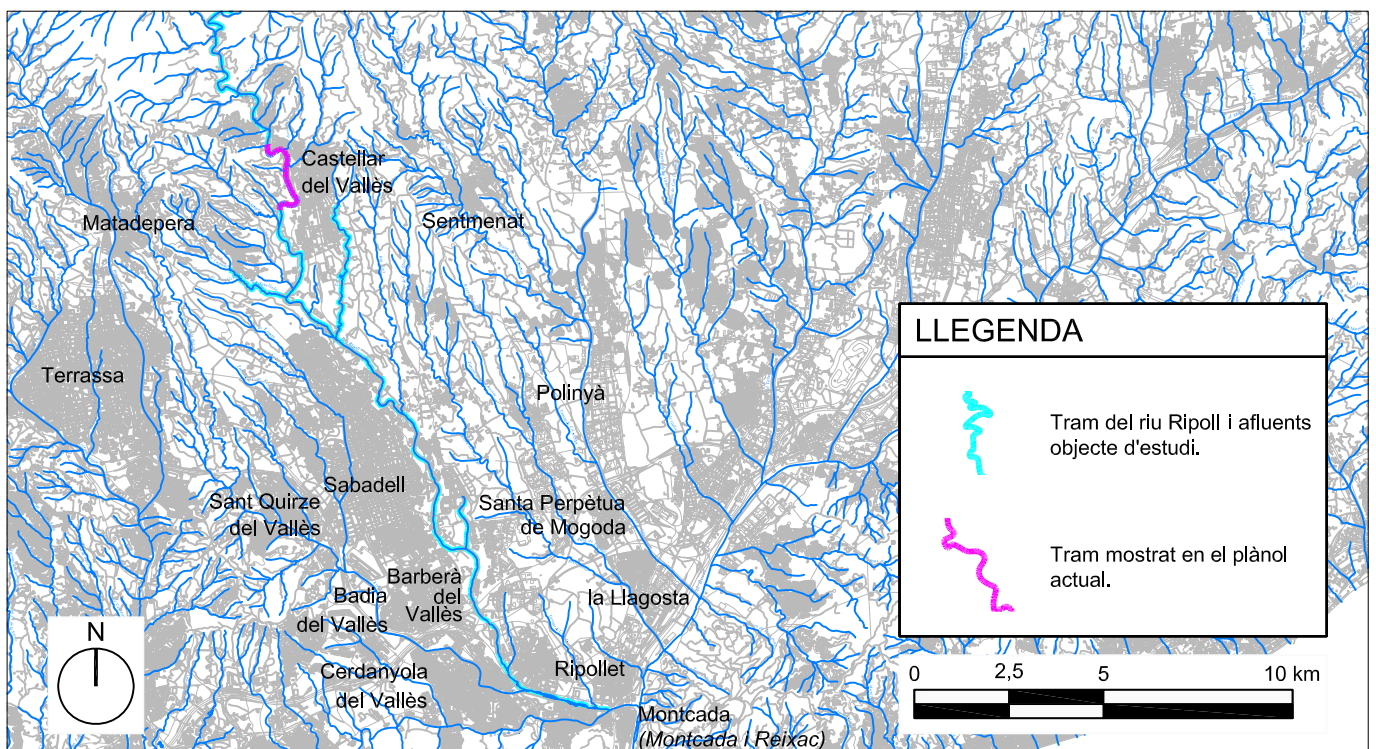 Castellar
del Vallès
Matadepera
Sentmenat
LLEGENDA
Terrassa
Polinyà
Tram del riu Ripoll i afluents
objecte d'estudi.
Sabadell
Sant Quirze
del Vallès
Santa Perpètua
de Mogoda
Tram mostrat en el plànol
actual.
Barberà
del
Vallès
Badia
del Vallès
la Llagosta
N
Cerdanyola
del Vallès
Ripollet
0 2,5 5 10 km
Montcada
(Montcada i Reixac)